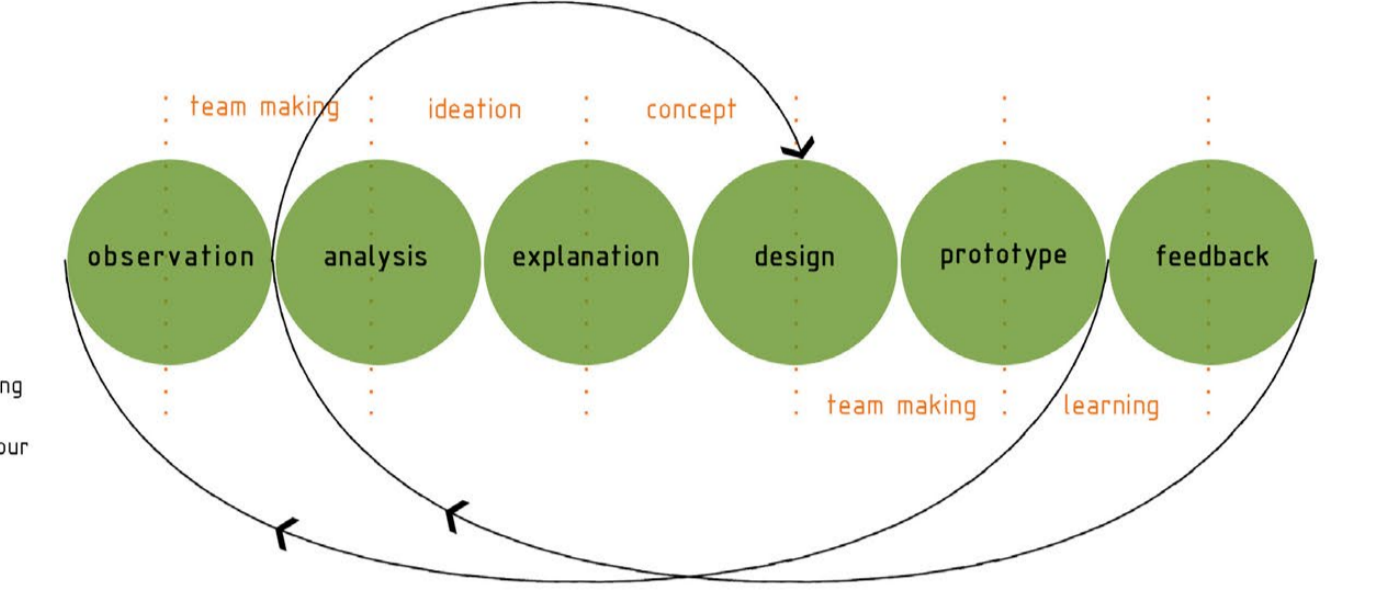 team making
ideation
concept
observation
analysis
explanation
design
prototype
feedback
team making
learning